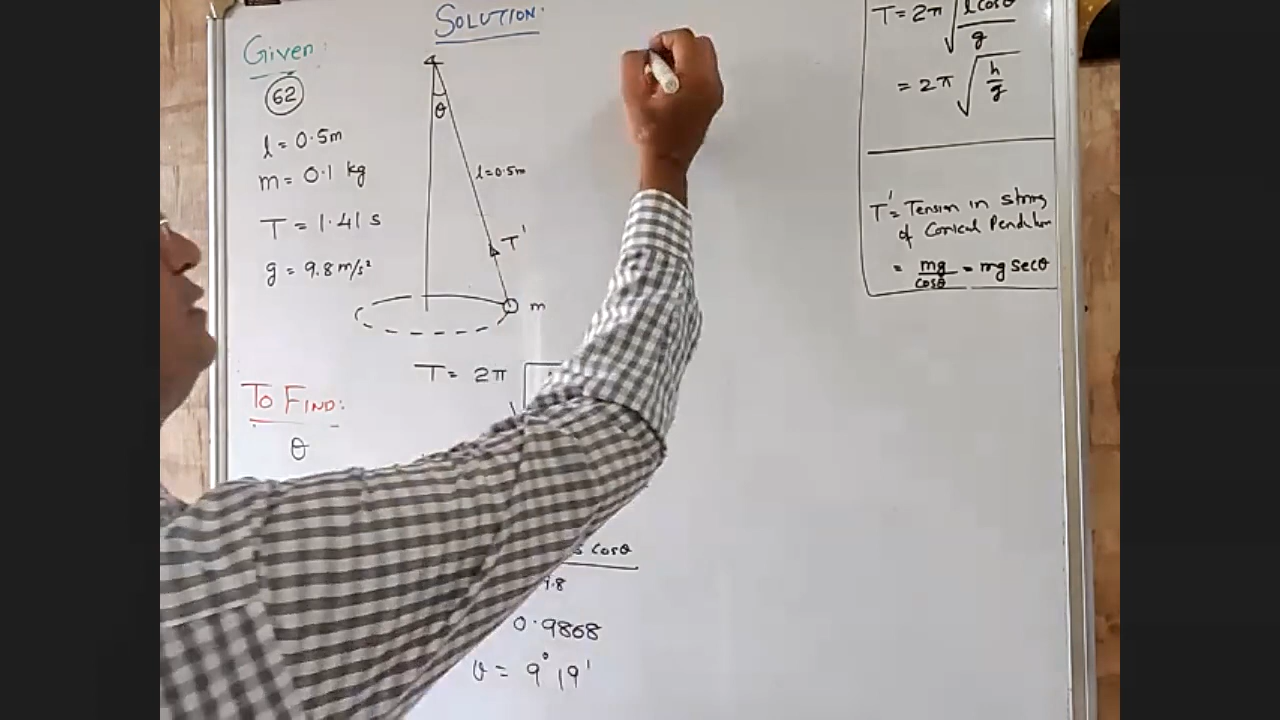 SOLUTION.
Given:
62
l = 0.5m
m = 0.1 kg
T = 1.41 s
g = 9.8 m/s²
θ
l = 0.5m
T'
m
T = 2π
TO FIND:
θ
cosθ
9.8
0.9868
θ = 9° 19'
T = 2π √(l cosθ / g)
= 2π √(h / g)
T' = Tension in string
of Conical Pendulum
= mg / cosθ = mg secθ